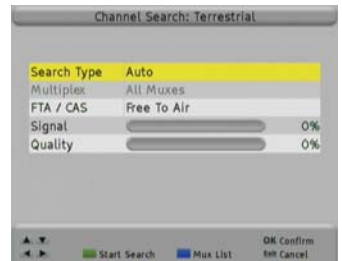 Channel Search: Terrestrial
Search Type Auto
Multiplex All Muxes
FTA / CAS Free To Air
Signal 0%
Quality 0%
OK Confirm
Start Search Mux List Exit Cancel